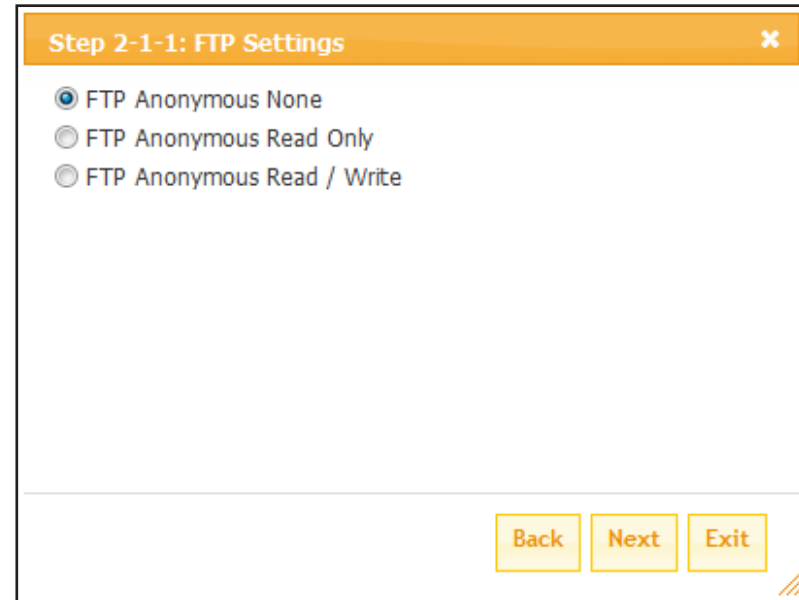 Step 2-1-1: FTP Settings
FTP Anonymous None
FTP Anonymous Read Only
FTP Anonymous Read / Write
Back Next Exit